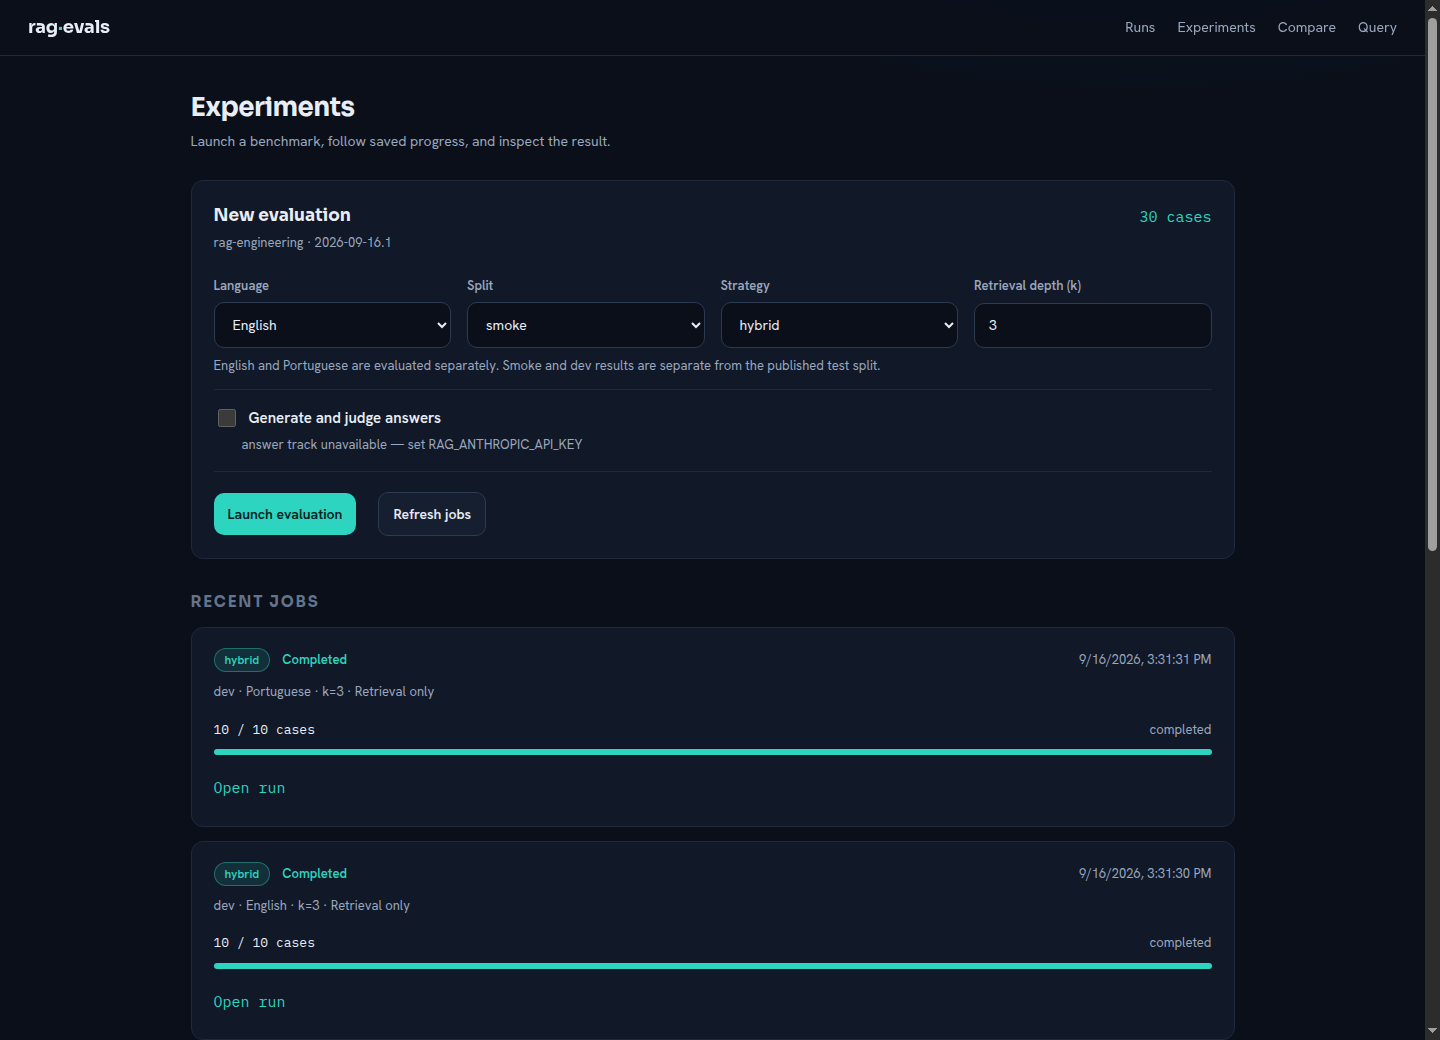 rag·evals
Runs Experiments Compare Query
Experiments
Launch a benchmark, follow saved progress, and inspect the result.
New evaluation
30 cases
rag-engineering · 2026-09-16.1
Language Split Strategy Retrieval depth (k)
English smoke hybrid 3
English and Portuguese are evaluated separately. Smoke and dev results are separate from the published test split.
Generate and judge answers
answer track unavailable — set RAG_ANTHROPIC_API_KEY
Launch evaluation Refresh jobs
RECENT JOBS
hybrid Completed 9/16/2026, 3:31:31 PM
dev · Portuguese · k=3 · Retrieval only
10 / 10 cases completed
Open run
hybrid Completed 9/16/2026, 3:31:30 PM
dev · English · k=3 · Retrieval only
10 / 10 cases completed
Open run